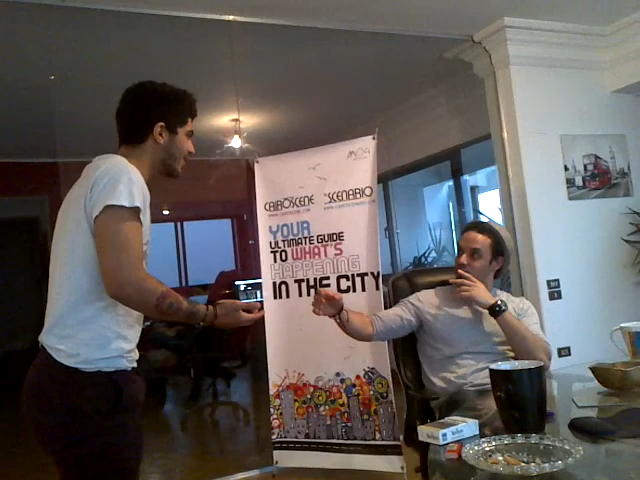 CAIROSCENE
SCENARIO
YOUR
ULTIMATE GUIDE
TO WHAT'S
HAPPENING
IN THE CITY